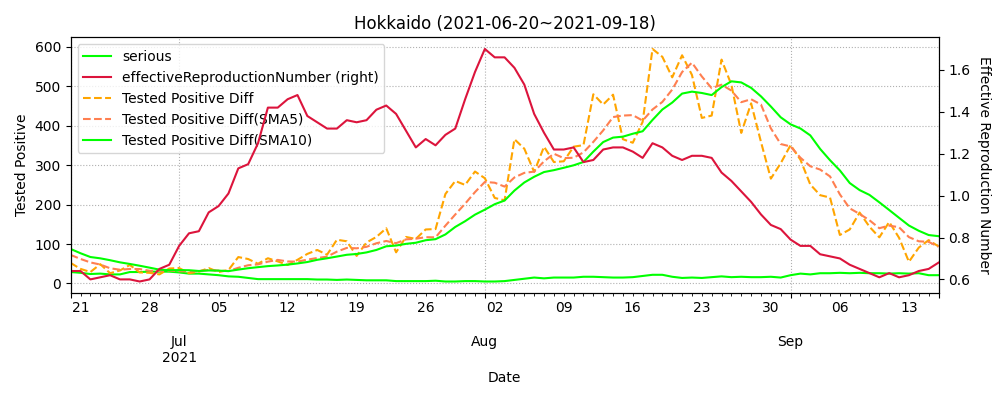 Hokkaido (2021-06-20~2021-09-18)
serious
effectiveReproductionNumber (right)
Tested Positive Diff
Tested Positive Diff(SMA5)
Tested Positive Diff(SMA10)
Tested Positive
600
500
400
300
200
100
0
1.6
1.4
1.2
1.0
0.8
0.6
Effective Reproduction Number
21 28 05 12 19 26 02 09 16 23 30 06 13
Jul Aug Sep
2021
Date